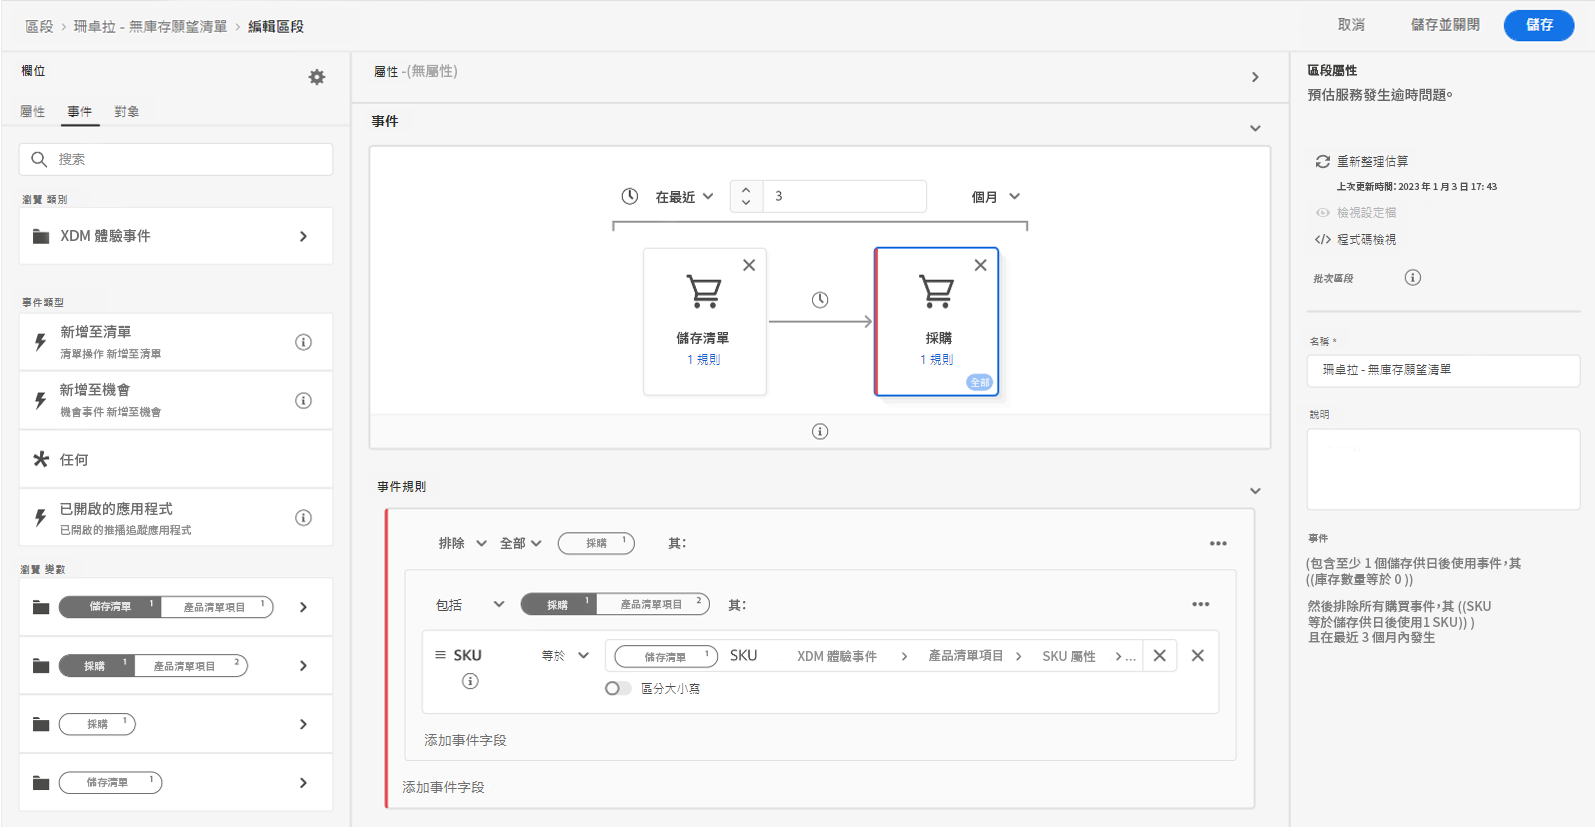 區段 › 珊卓拉 - 無庫存願望清單 › 編輯區段
取消
儲存並關閉
儲存
欄位
屬性 事件 對象
搜索
瀏覽 類別
XDM 體驗事件
事件類型
新增至清單
清單操作 新增至清單
新增至機會
機會事件 新增至機會
任何
已開啟的應用程式
已開啟的推播追蹤應用程式
瀏覽 變數
儲存清單 1 產品清單項目 1
採購 1 產品清單項目 2
採購 1
儲存清單 1
屬性 -(無屬性)
事件
在最近 3 個月
儲存清單
1 規則
採購
1 規則
全部
事件規則
排除 全部 採購 1 其:
包括 採購 1 產品清單項目 2 其:
SKU 等於 儲存清單 1 SKU XDM 體驗事件 › 產品清單項目 › SKU 屬性 ›...
區分大小寫
添加事件字段
添加事件字段
區段屬性
預估服務發生逾時問題。
重新整理估算
上次更新時間: 2023 年 1 月 3 日 17: 43
檢視設定檔
</> 程式碼檢視
批次區段
名稱 *
珊卓拉 - 無庫存願望清單
說明
事件
(包含至少 1 個儲存供日後使用事件，其
((庫存數量等於 0 ))
然後排除所有購買事件，其 ((SKU
等於儲存供日後使用1 SKU)) )
且在最近 3 個月內發生